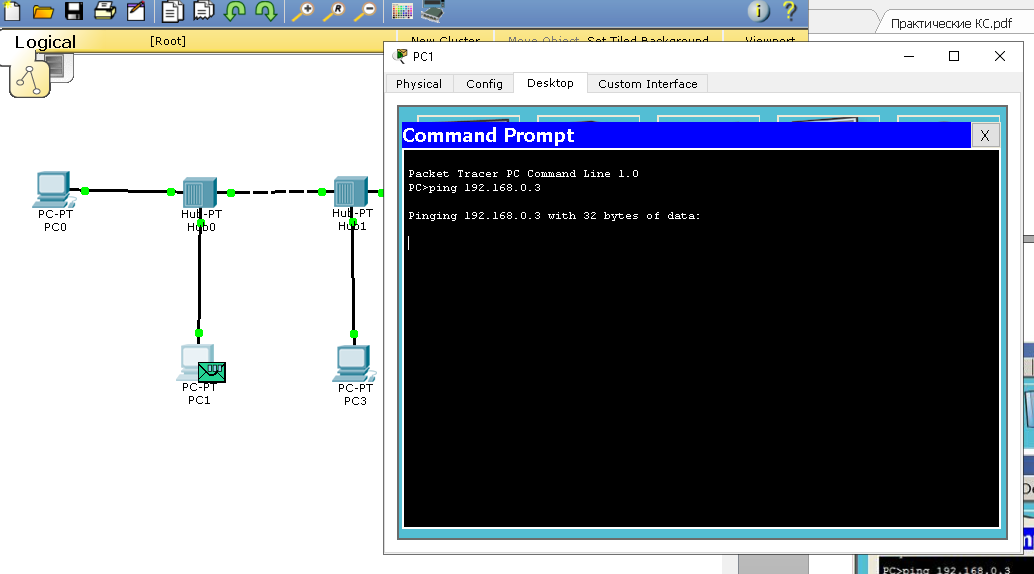 Практические КС.pdf
Logical
[Root]
New Cluster
Move Object
Set Tiled Background
Viewport
PC1
Physical
Config
Desktop
Custom Interface
Command Prompt
X
Packet Tracer PC Command Line 1.0
PC>ping 192.168.0.3
Pinging 192.168.0.3 with 32 bytes of data:
PC-PT
PC0
Hub-PT
Hub0
Hub-PT
Hub1
PC-PT
PC1
PC-PT
PC3
PC>ping 192.168.0.3